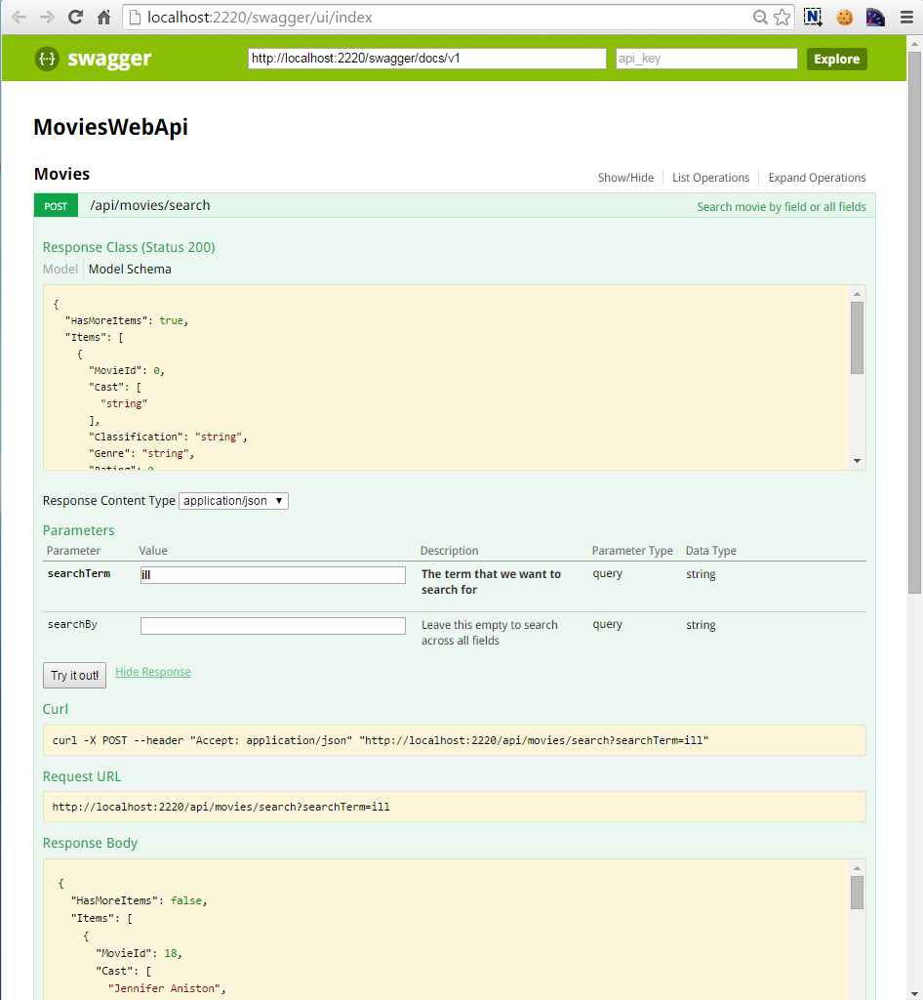 localhost:2220/swagger/ui/index
{···} swagger http://localhost:2220/swagger/docs/v1 api_key Explore
MoviesWebApi
Movies Show/Hide List Operations Expand Operations
POST /api/movies/search Search movie by field or all fields
Response Class (Status 200)
Model Model Schema
{
"HasMoreItems": true,
"Items": [
{
"MovieId": 0,
"Cast": [
"string"
],
"Classification": "string",
"Genre": "string",
"Rating": 0
Response Content Type application/json ▼
Parameters
Parameter Value Description Parameter Type Data Type
searchTerm ill The term that we want to query string
search for
searchBy Leave this empty to search query string
across all fields
Try it out! Hide Response
Curl
curl -X POST --header "Accept: application/json" "http://localhost:2220/api/movies/search?searchTerm=ill"
Request URL
http://localhost:2220/api/movies/search?searchTerm=ill
Response Body
{
"HasMoreItems": false,
"Items": [
{
"MovieId": 18,
"Cast": [
"Jennifer Aniston",